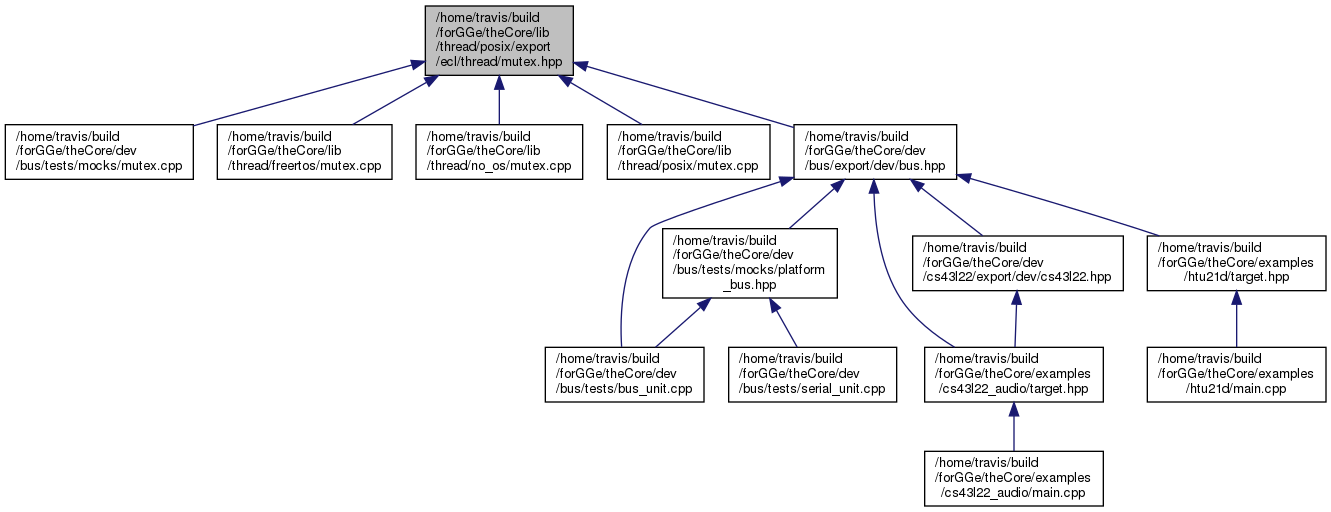 /home/travis/build
/forGGe/theCore/lib
/thread/posix/export
/ecl/thread/mutex.hpp
/home/travis/build
/forGGe/theCore/dev
/bus/tests/mocks/mutex.cpp
/home/travis/build
/forGGe/theCore/lib
/thread/freertos/mutex.cpp
/home/travis/build
/forGGe/theCore/lib
/thread/no_os/mutex.cpp
/home/travis/build
/forGGe/theCore/lib
/thread/posix/mutex.cpp
/home/travis/build
/forGGe/theCore/dev
/bus/export/dev/bus.hpp
/home/travis/build
/forGGe/theCore/dev
/bus/tests/mocks/platform
_bus.hpp
/home/travis/build
/forGGe/theCore/dev
/cs43l22/export/dev/cs43l22.hpp
/home/travis/build
/forGGe/theCore/examples
/htu21d/target.hpp
/home/travis/build
/forGGe/theCore/dev
/bus/tests/bus_unit.cpp
/home/travis/build
/forGGe/theCore/dev
/bus/tests/serial_unit.cpp
/home/travis/build
/forGGe/theCore/examples
/cs43l22_audio/target.hpp
/home/travis/build
/forGGe/theCore/examples
/htu21d/main.cpp
/home/travis/build
/forGGe/theCore/examples
/cs43l22_audio/main.cpp